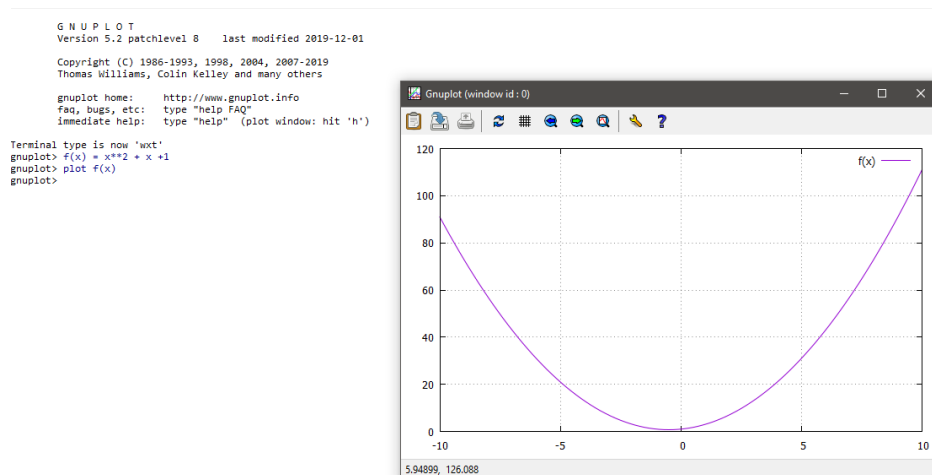 G N U P L O T
Version 5.2 patchlevel 8    last modified 2019-12-01
Copyright (C) 1986-1993, 1998, 2004, 2007-2019
Thomas Williams, Colin Kelley and many others
gnuplot home:     http://www.gnuplot.info
faq, bugs, etc:   type "help FAQ"
immediate help:   type "help"  (plot window: hit 'h')
Terminal type is now 'wxt'
gnuplot> f(x) = x**2 + x +1
gnuplot> plot f(x)
gnuplot>
Gnuplot (window id : 0)
f(x)
120
100
80
60
40
20
0
-10 -5 0 5 10
5.94899, 126.088